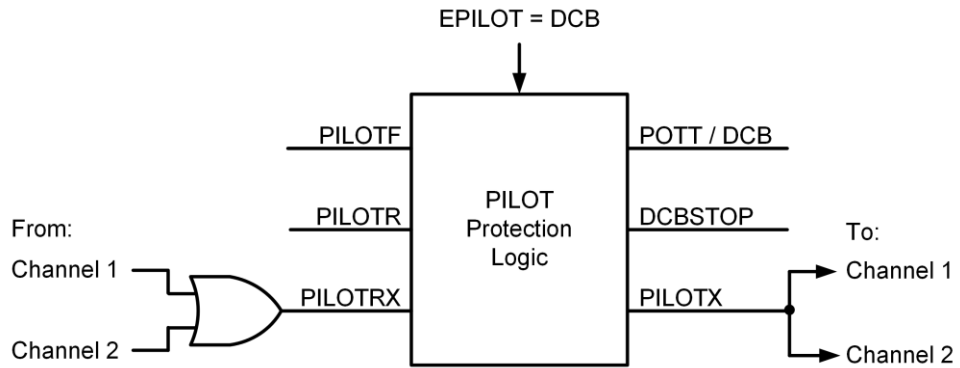 EPILOT = DCB
PILOTF
POTT / DCB
PILOT
Protection
Logic
PILOTR
DCBSTOP
From:
To:
Channel 1
Channel 1
PILOTRX
PILOTX
Channel 2
Channel 2